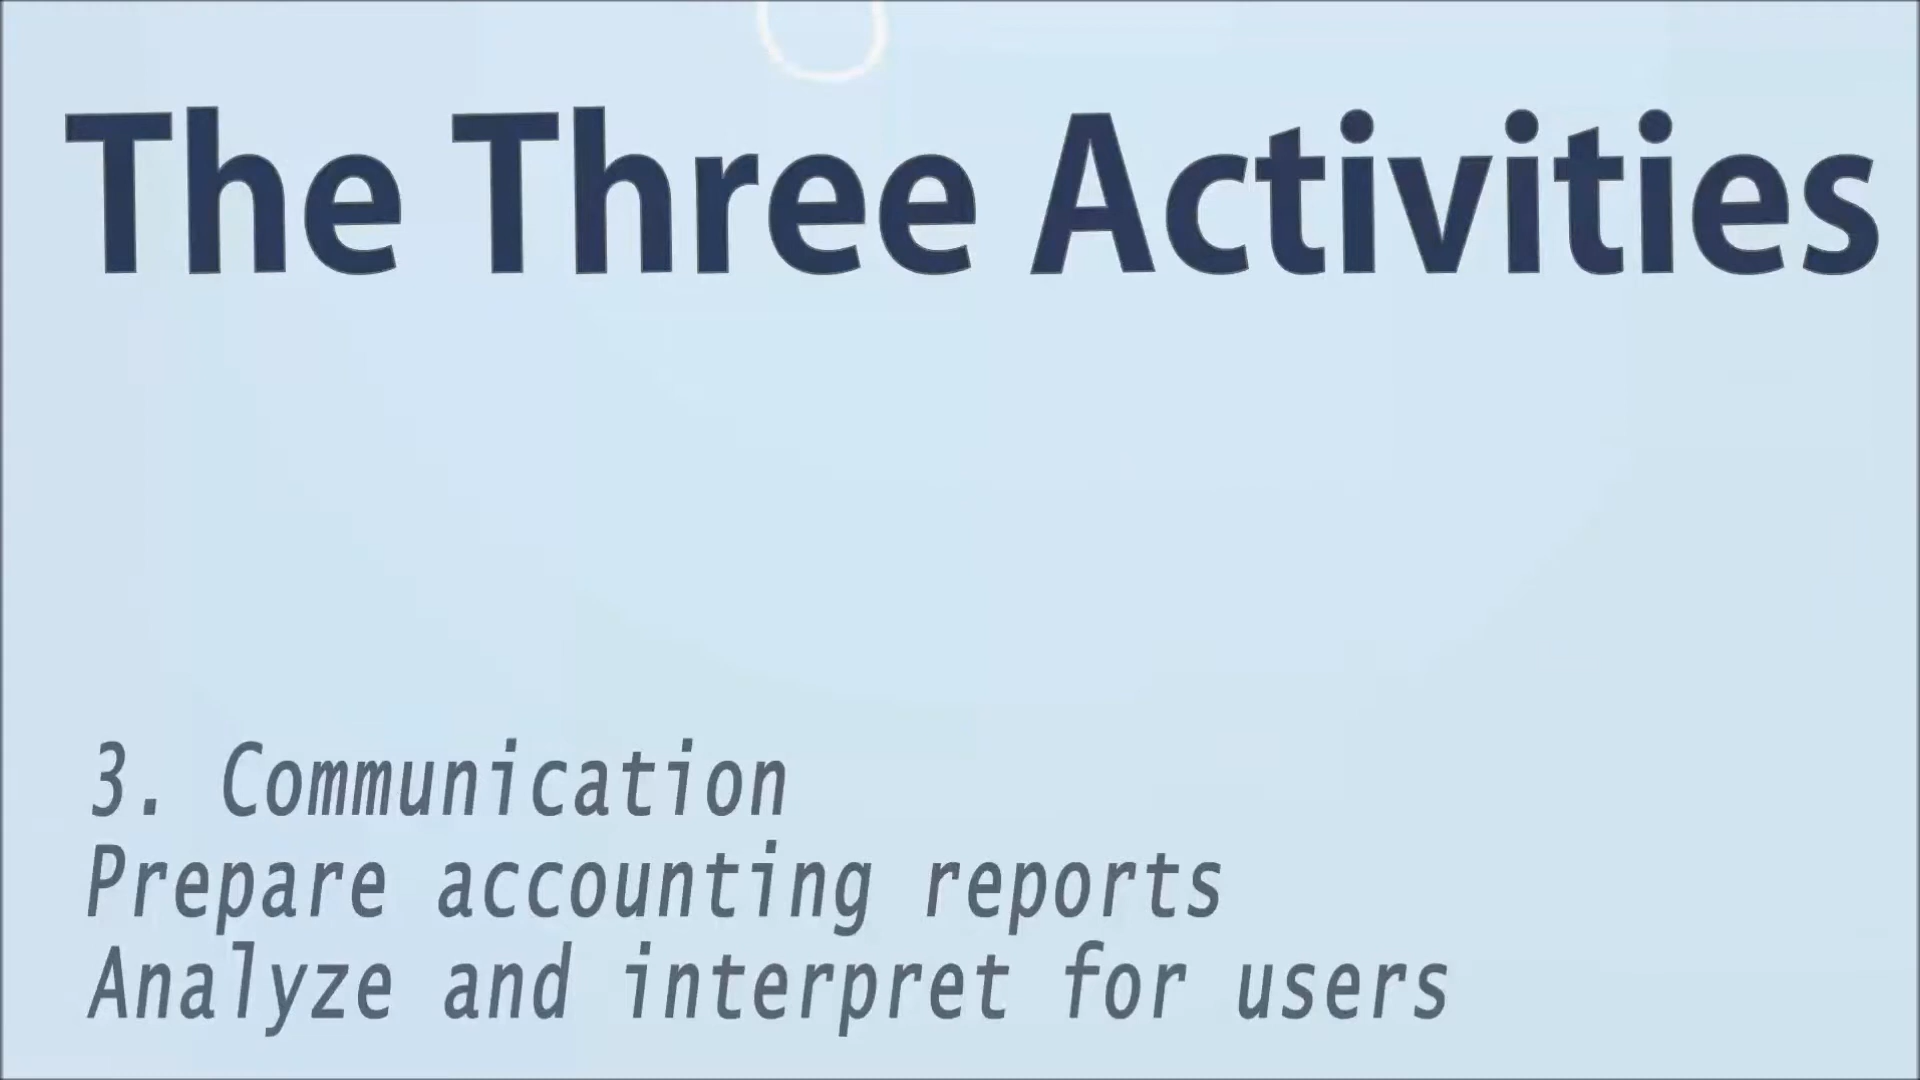 The Three Activities
3. Communication
Prepare accounting reports
Analyze and interpret for users